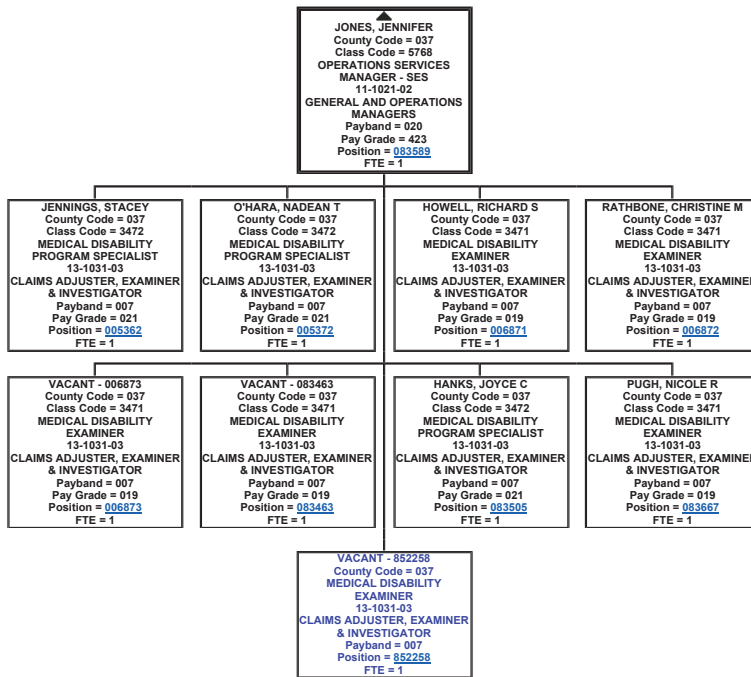 JONES, JENNIFER
County Code = 037
Class Code = 5768
OPERATIONS SERVICES
MANAGER - SES
11-1021-02
GENERAL AND OPERATIONS
MANAGERS
Payband = 020
Pay Grade = 423
Position = 083589
FTE = 1
JENNINGS, STACEY
County Code = 037
Class Code = 3472
MEDICAL DISABILITY
PROGRAM SPECIALIST
13-1031-03
CLAIMS ADJUSTER, EXAMINER
& INVESTIGATOR
Payband = 007
Pay Grade = 021
Position = 005362
FTE = 1
O'HARA, NADEAN T
County Code = 037
Class Code = 3472
MEDICAL DISABILITY
PROGRAM SPECIALIST
13-1031-03
CLAIMS ADJUSTER, EXAMINER
& INVESTIGATOR
Payband = 007
Pay Grade = 021
Position = 005372
FTE = 1
HOWELL, RICHARD S
County Code = 037
Class Code = 3471
MEDICAL DISABILITY
EXAMINER
13-1031-03
CLAIMS ADJUSTER, EXAMINER
& INVESTIGATOR
Payband = 007
Pay Grade = 019
Position = 006871
FTE = 1
RATHBONE, CHRISTINE M
County Code = 037
Class Code = 3471
MEDICAL DISABILITY
EXAMINER
13-1031-03
CLAIMS ADJUSTER, EXAMINER
& INVESTIGATOR
Payband = 007
Pay Grade = 019
Position = 006872
FTE = 1
VACANT - 006873
County Code = 037
Class Code = 3471
MEDICAL DISABILITY
EXAMINER
13-1031-03
CLAIMS ADJUSTER, EXAMINER
& INVESTIGATOR
Payband = 007
Pay Grade = 019
Position = 006873
FTE = 1
VACANT - 083463
County Code = 037
Class Code = 3471
MEDICAL DISABILITY
EXAMINER
13-1031-03
CLAIMS ADJUSTER, EXAMINER
& INVESTIGATOR
Payband = 007
Pay Grade = 019
Position = 083463
FTE = 1
HANKS, JOYCE C
County Code = 037
Class Code = 3472
MEDICAL DISABILITY
PROGRAM SPECIALIST
13-1031-03
CLAIMS ADJUSTER, EXAMINER
& INVESTIGATOR
Payband = 007
Pay Grade = 021
Position = 083505
FTE = 1
PUGH, NICOLE R
County Code = 037
Class Code = 3471
MEDICAL DISABILITY
EXAMINER
13-1031-03
CLAIMS ADJUSTER, EXAMINER
& INVESTIGATOR
Payband = 007
Pay Grade = 019
Position = 083667
FTE = 1
VACANT - 852258
County Code = 037
MEDICAL DISABILITY
EXAMINER
13-1031-03
CLAIMS ADJUSTER, EXAMINER
& INVESTIGATOR
Payband = 007
Position = 852258
FTE = 1